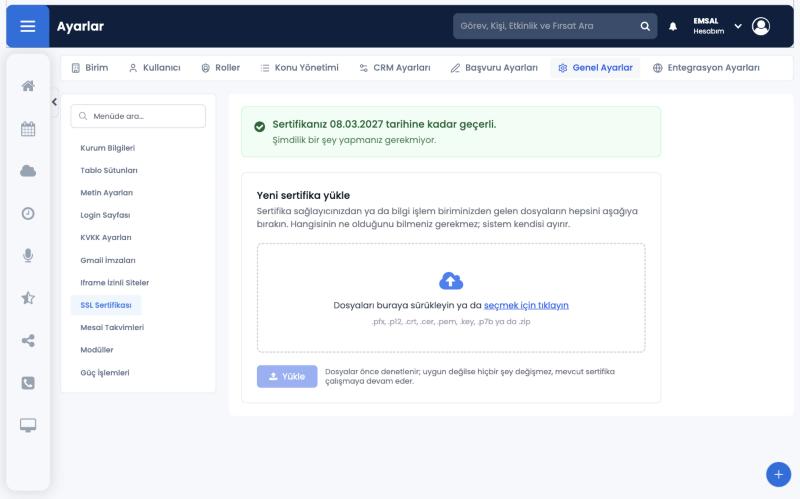 Ayarlar
Görev, Kişi, Etkinlik ve Fırsat Ara
EMSAL
Hesabım
Birim
Kullanıcı
Roller
Konu Yönetimi
CRM Ayarları
Başvuru Ayarları
Genel Ayarlar
Entegrasyon Ayarları
Menüde ara...
Kurum Bilgileri
Tablo Sütunları
Metin Ayarları
Login Sayfası
KVKK Ayarları
Gmail İmzaları
Iframe İzinli Siteler
SSL Sertifikası
Mesai Takvimleri
Modüller
Güç İşlemleri
Sertifikanız 08.03.2027 tarihine kadar geçerli.
Şimdilik bir şey yapmanız gerekmiyor.
Yeni sertifika yükle
Sertifika sağlayıcınızdan ya da bilgi işlem biriminizden gelen dosyaların hepsini aşağıya
bırakın. Hangisinin ne olduğunu bilmeniz gerekmez; sistem kendisi ayırır.
Dosyaları buraya sürükleyin ya da seçmek için tıklayın
.pfx, .p12, .crt, .cer, .pem, .key, .p7b ya da .zip
Yükle
Dosyalar önce denetlenir; uygun değilse hiçbir şey değişmez, mevcut sertifika
çalışmaya devam eder.